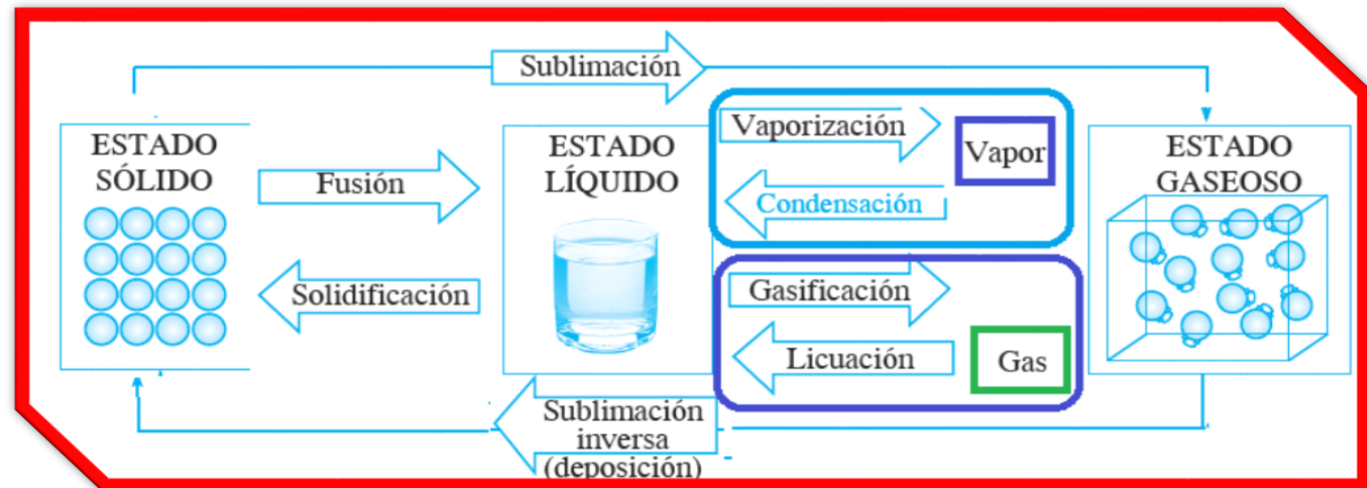 Sublimación
ESTADO
SÓLIDO
Fusión
Solidificación
ESTADO
LÍQUIDO
Vaporización
Vapor
Condensación
Gasificación
Licuación
Gas
ESTADO
GASEOSO
Sublimación
inversa
(deposición)